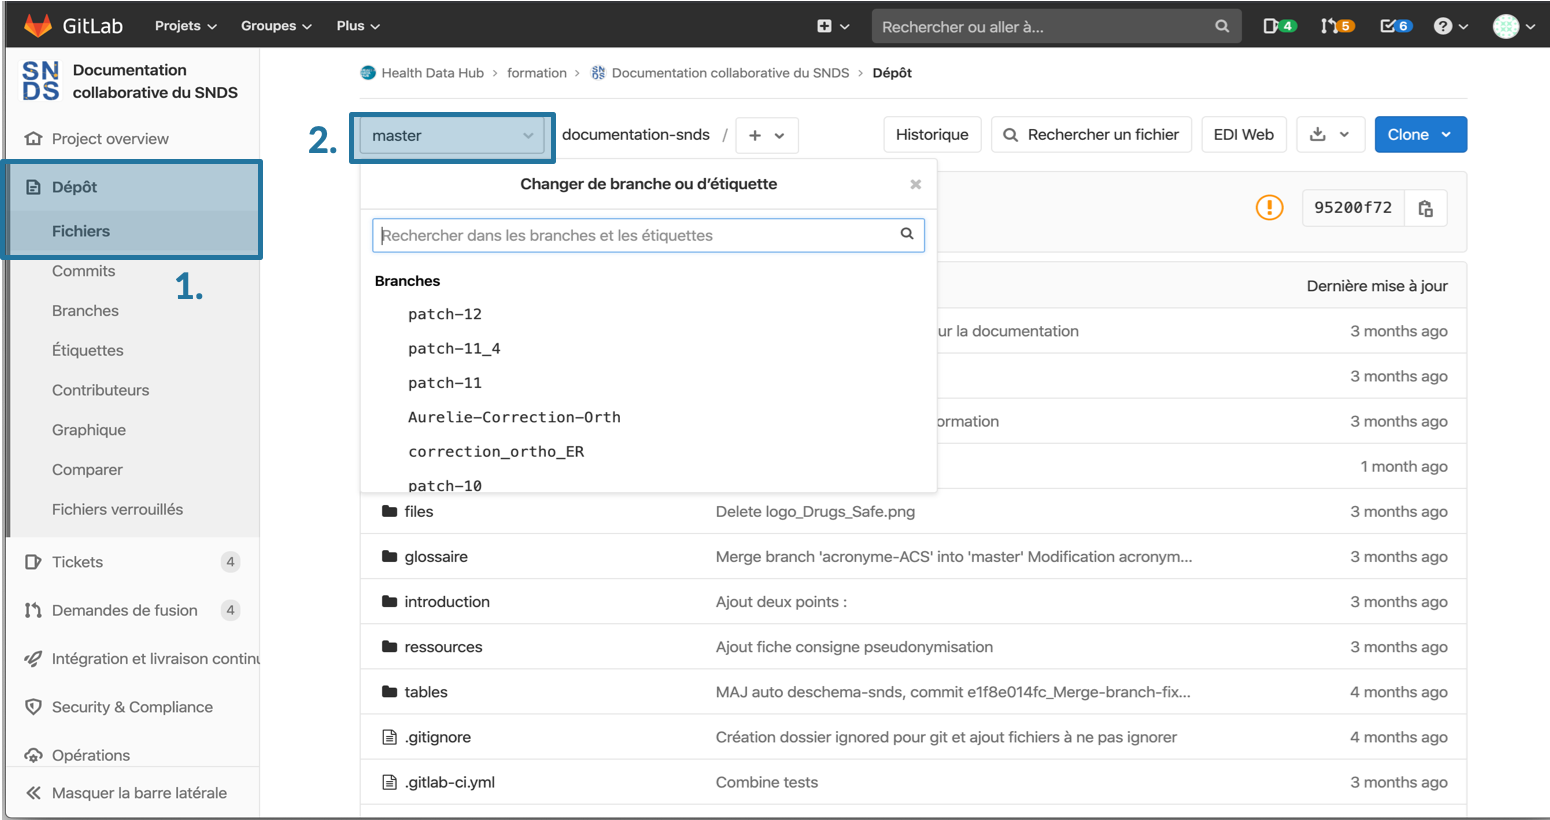 GitLab Projets Groupes Plus Rechercher ou aller à... 4 5 6
SNDS Documentation collaborative du SNDS
Project overview
Dépôt
Fichiers
1.
Commits
Branches
Étiquettes
Contributeurs
Graphique
Comparer
Fichiers verrouillés
Tickets 4
Demandes de fusion 4
Intégration et livraison continu
Security & Compliance
Opérations
Masquer la barre latérale
Health Data Hub > formation > Documentation collaborative du SNDS > Dépôt
2. master documentation-snds / + Historique Rechercher un fichier EDI Web Clone
Changer de branche ou d'étiquette
Rechercher dans les branches et les étiquettes
Branches
patch-12
patch-11_4
patch-11
Aurelie-Correction-Orth
correction_ortho_ER
patch-10
95200f72
Dernière mise à jour
ur la documentation 3 months ago
3 months ago
ormation 3 months ago
1 month ago
files Delete logo_Drugs_Safe.png 3 months ago
glossaire Merge branch 'acronyme-ACS' into 'master' Modification acronym... 3 months ago
introduction Ajout deux points : 3 months ago
ressources Ajout fiche consigne pseudonymisation 3 months ago
tables MAJ auto deschema-snds, commit e1f8e014fc_Merge-branch-fix... 4 months ago
.gitignore Création dossier ignored pour git et ajout fichiers à ne pas ignorer 4 months ago
.gitlab-ci.yml Combine tests 3 months ago